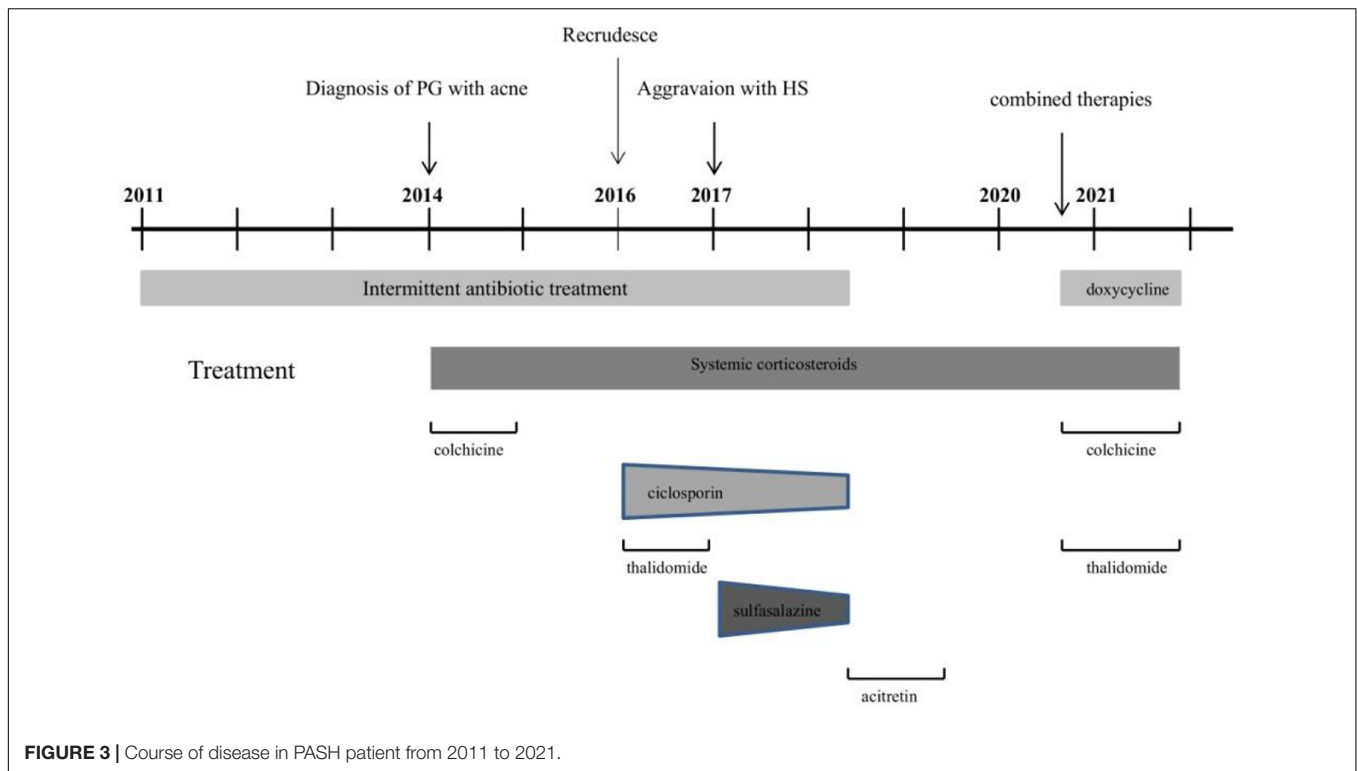 Recrudesce
Diagnosis of PG with acne
Aggravaion with HS
combined therapies
2011
2014
2016
2017
2020
2021
Intermittent antibiotic treatment
doxycycline
Treatment
Systemic corticosteroids
colchicine
colchicine
ciclosporin
thalidomide
thalidomide
sulfasalazine
acitretin
FIGURE 3 | Course of disease in PASH patient from 2011 to 2021.